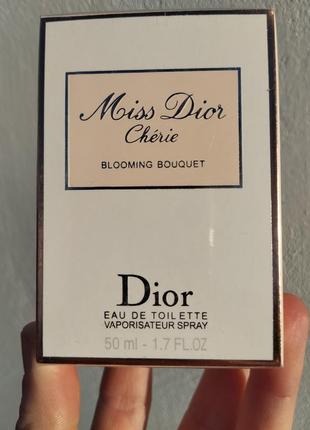 Miss Dior
Chérie
BLOOMING BOUQUET
Dior
EAU DE TOILETTE
VAPORISATEUR SPRAY
50 ml - 1.7 FL.OZ